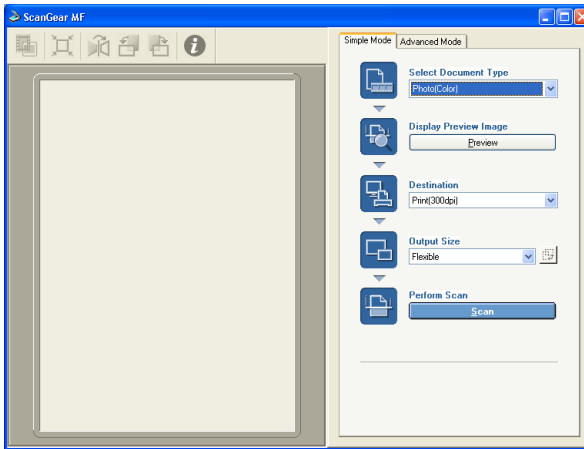 ScanGear MF
Simple Mode
Advanced Mode
Select Document Type
Photo(Color)
Display Preview Image
Preview
Destination
Print(300dpi)
Output Size
Flexible
Perform Scan
Scan